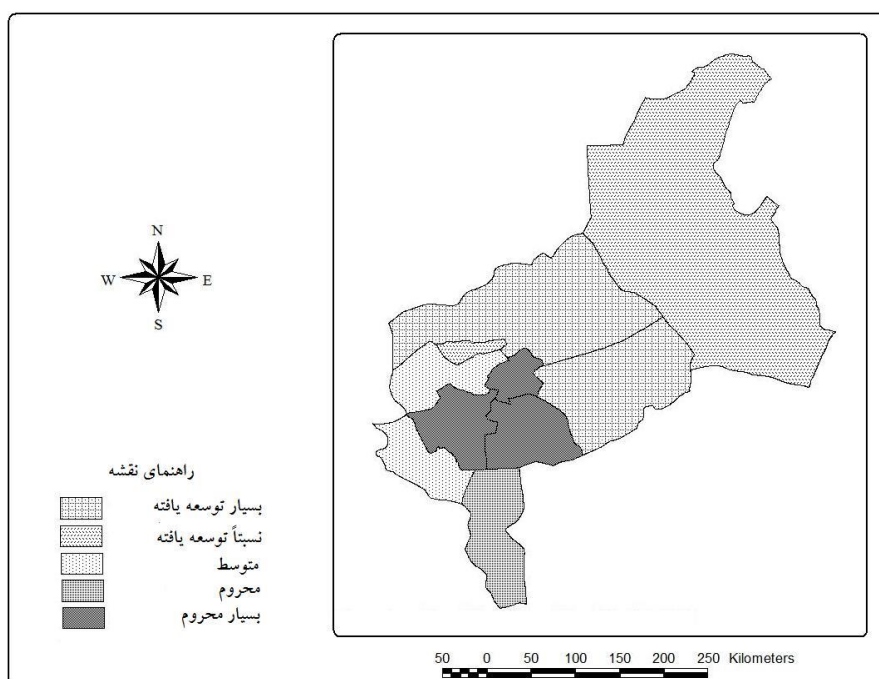 N
W E
S
راهنمای نقشه
بسیار توسعه یافته
نسبتاً توسعه یافته
متوسط
محروم
بسیار محروم
50 0 50 100 150 200 250 Kilometers